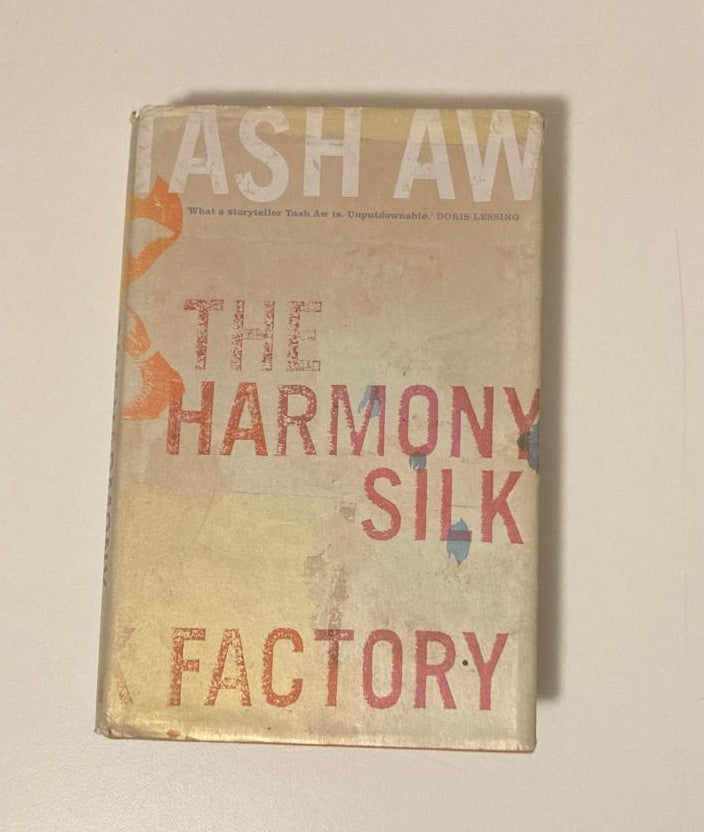 TASH AW
'What a storyteller Tash Aw is. Unputdownable.' DORIS LESSING
THE
HARMONY
SILK
K FACTORY